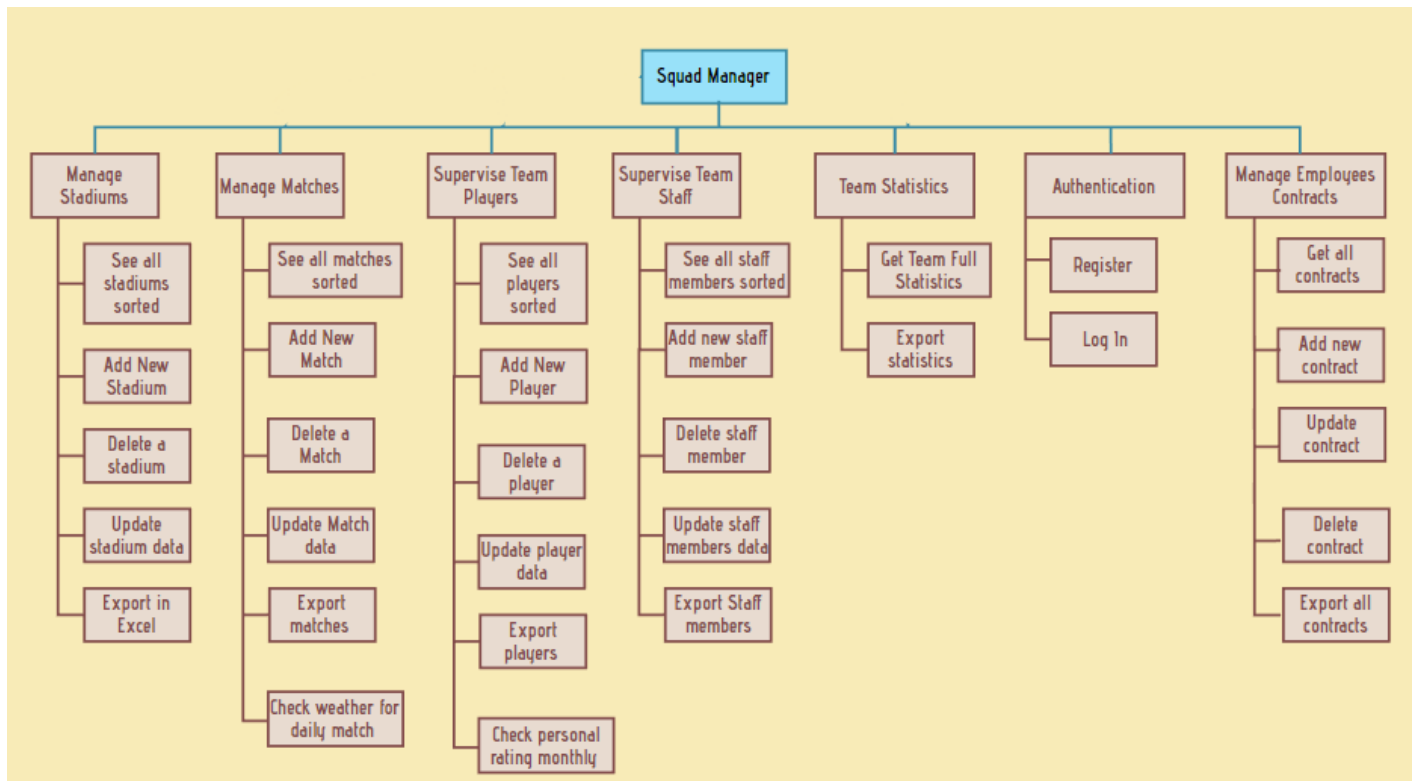 Squad Manager
Manage
Stadiums
Manage Matches
Supervise Team
Players
Supervise Team
Staff
Team Statistics
Authentication
Manage Employees
Contracts
See all
stadiums
sorted
Add New
Stadium
Delete a
stadium
Update
stadium data
Export in
Excel
See all matches
sorted
Add New
Match
Delete a
Match
Update Match
data
Export
matches
Check weather for
daily match
See all
players
sorted
Add New
Player
Delete a
player
Update player
data
Export
players
Check personal
rating monthly
See all staff
members sorted
Add new staff
member
Delete staff
member
Update staff
members data
Export Staff
members
Get Team Full
Statistics
Export
statistics
Register
Log In
Get all
contracts
Add new
contract
Update
contract
Delete
contract
Export all
contracts